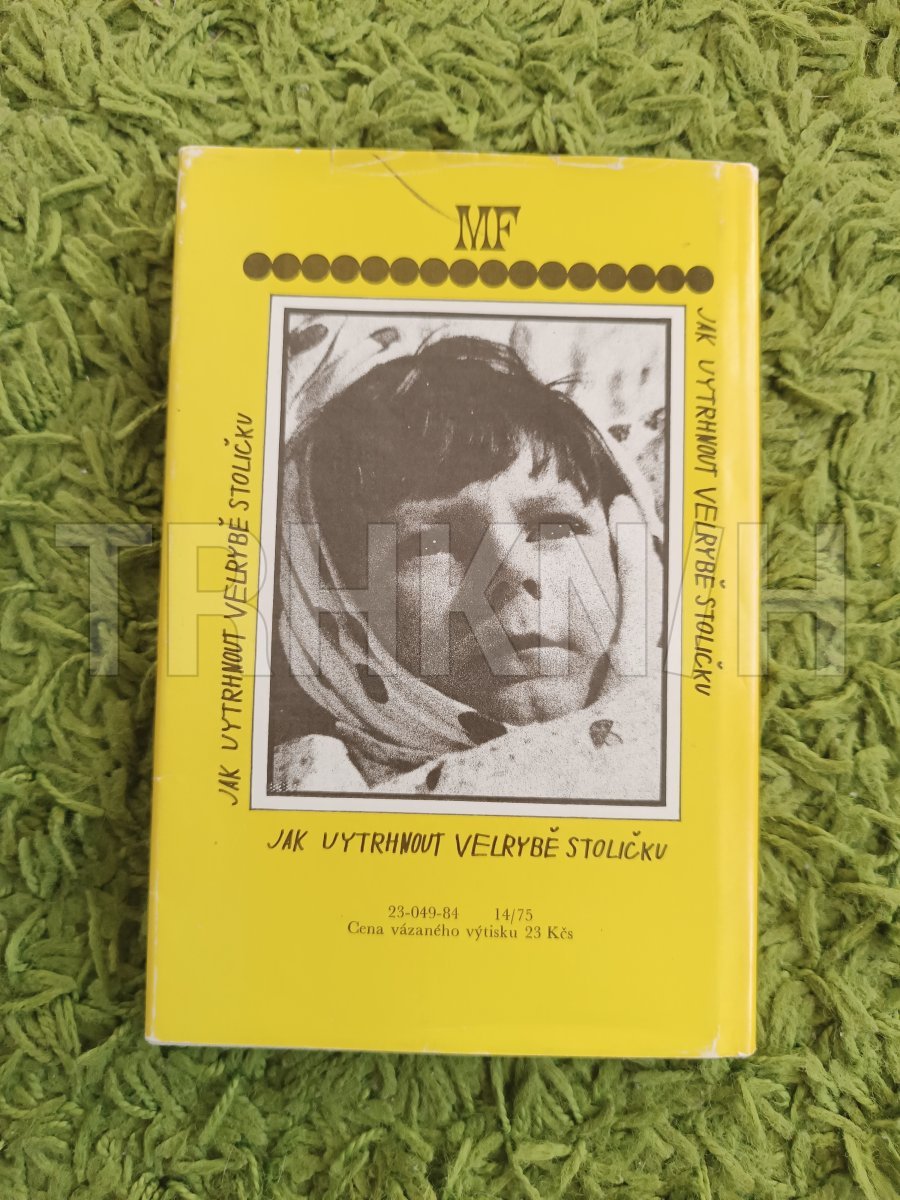 MF
JAK VYTRHNOUT VELRYBĚ STOLIČKU
JAK VYTRHNOUT VELRYBĚ STOLIČKU
TRHKNIH
JAK VYTRHNOUT VELRYBĚ STOLIČKU
23-049-84 14/75
Cena vázaného výtisku 23 Kčs